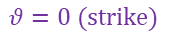 𝜗 = 0 (strike)